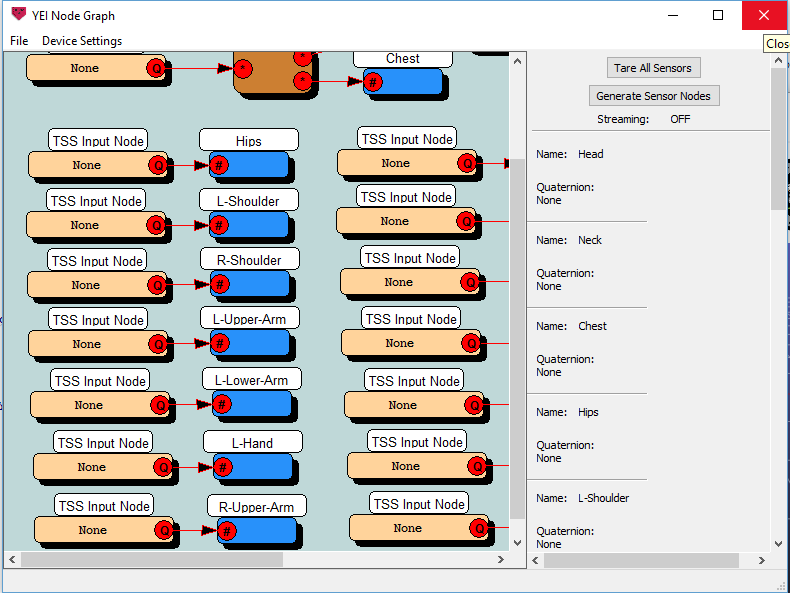 YEI Node Graph
File Device Settings
Clos
None Q * * Chest
* #
TSS Input Node Hips TSS Input Node
None Q # None Q
TSS Input Node L-Shoulder TSS Input Node
None Q # None Q
TSS Input Node R-Shoulder TSS Input Node
None Q # None Q
TSS Input Node L-Upper-Arm TSS Input Node
None Q # None Q
TSS Input Node L-Lower-Arm TSS Input Node
None Q # None Q
TSS Input Node L-Hand TSS Input Node
None Q # None Q
TSS Input Node R-Upper-Arm TSS Input Node
None Q # None Q
Tare All Sensors
Generate Sensor Nodes
Streaming: OFF
Name: Head
Quaternion:
None
Name: Neck
Quaternion:
None
Name: Chest
Quaternion:
None
Name: Hips
Quaternion:
None
Name: L-Shoulder
Quaternion:
None